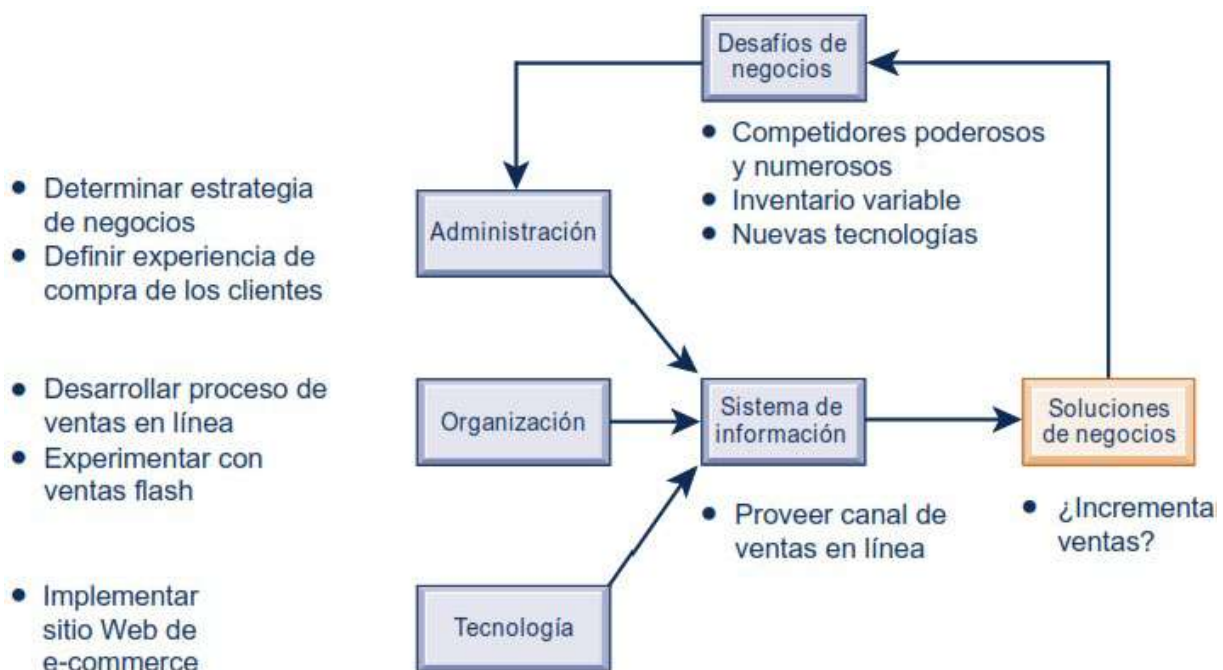 Desafíos de
negocios
Competidores poderosos
y numerosos
Inventario variable
Nuevas tecnologías
Determinar estrategia
de negocios
Definir experiencia de
compra de los clientes
Administración
Desarrollar proceso de
ventas en línea
Experimentar con
ventas flash
Organización
Sistema de
información
Proveer canal de
ventas en línea
Soluciones
de negocios
¿Incrementar
ventas?
Implementar
sitio Web de
e-commerce
Tecnología